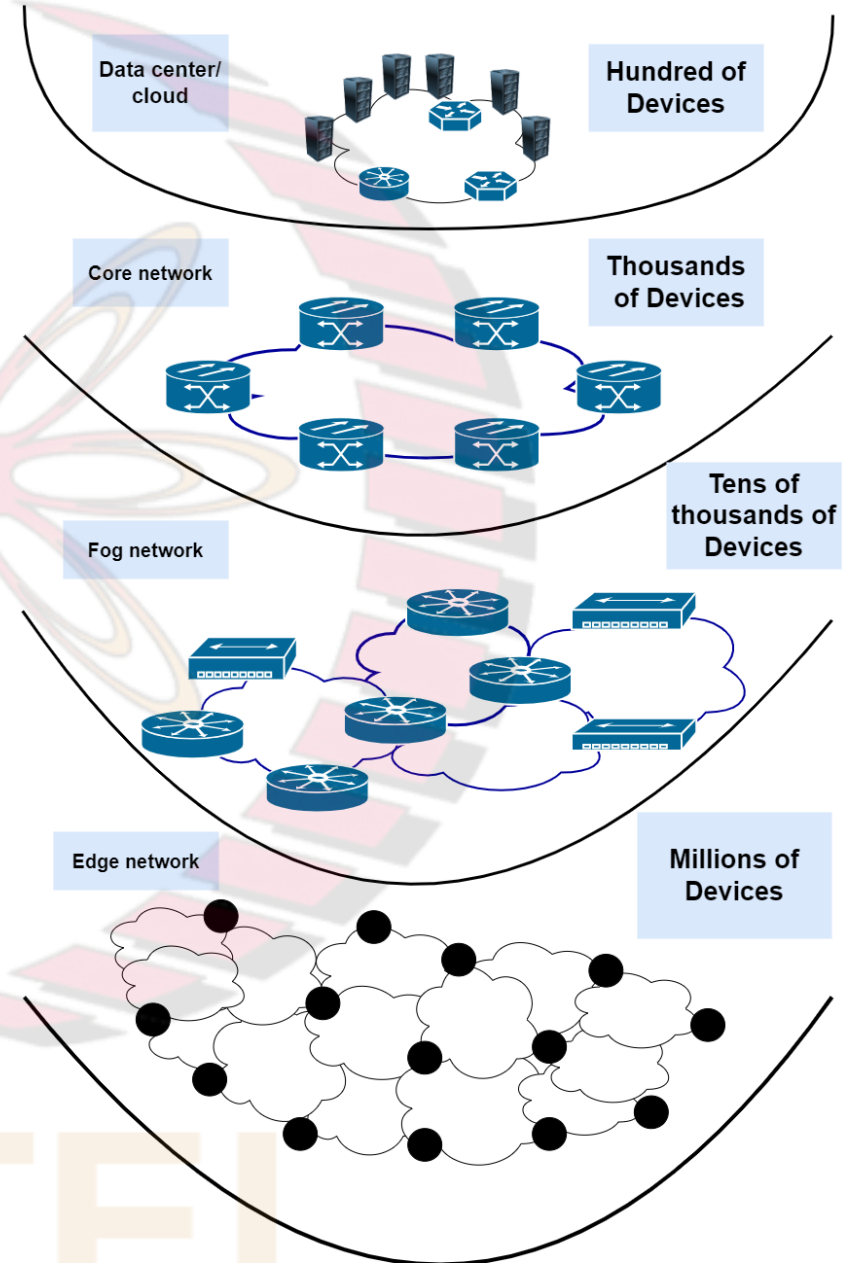 Data center/
cloud
Hundred of
Devices
Core network
Thousands
of Devices
Tens of
thousands of
Devices
Fog network
Edge network
Millions of
Devices